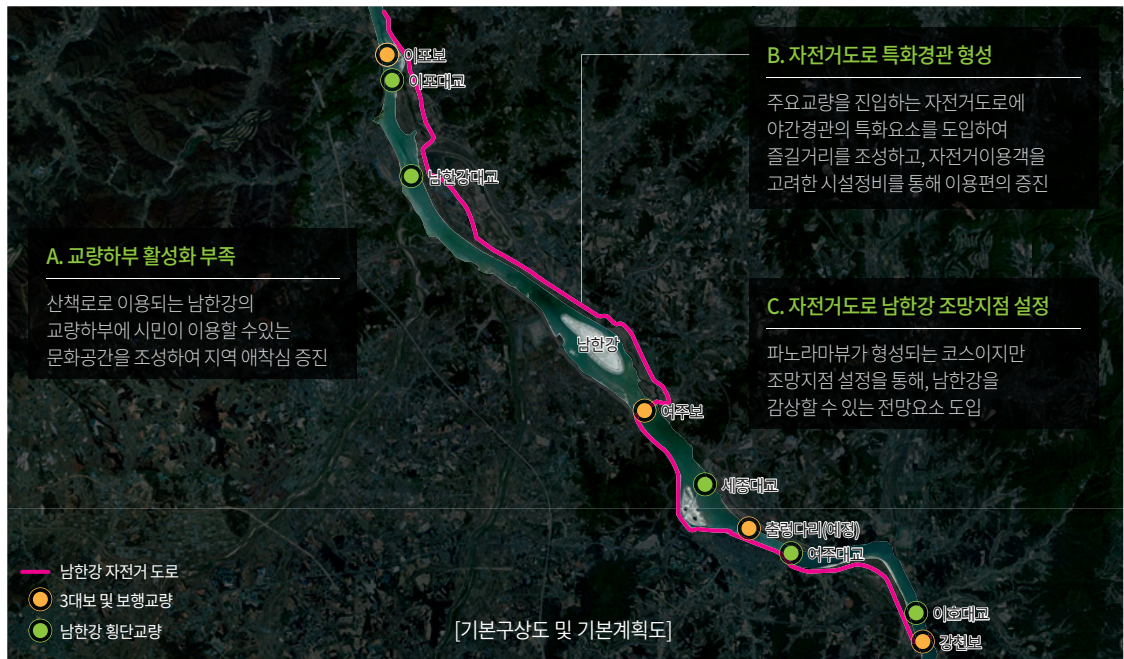 이포보
이포대교
남한강대교
B. 자전거도로 특화경관 형성
주요교량을 진입하는 자전거도로에
야간경관의 특화요소를 도입하여
즐길거리를 조성하고, 자전거이용객을
고려한 시설정비를 통해 이용편의 증진
A. 교량하부 활성화 부족
산책로로 이용되는 남한강의
교량하부에 시민이 이용할 수있는
문화공간을 조성하여 지역 애착심 증진
C. 자전거도로 남한강 조망지점 설정
파노라마뷰가 형성되는 코스이지만
조망지점 설정을 통해, 남한강을
감상할 수 있는 전망요소 도입
남한강
여주보
세종대교
출렁다리(예정)
여주대교
이호대교
강천보
남한강 자전거 도로
3대보 및 보행교량
남한강 횡단교량
[기본구상도 및 기본계획도]